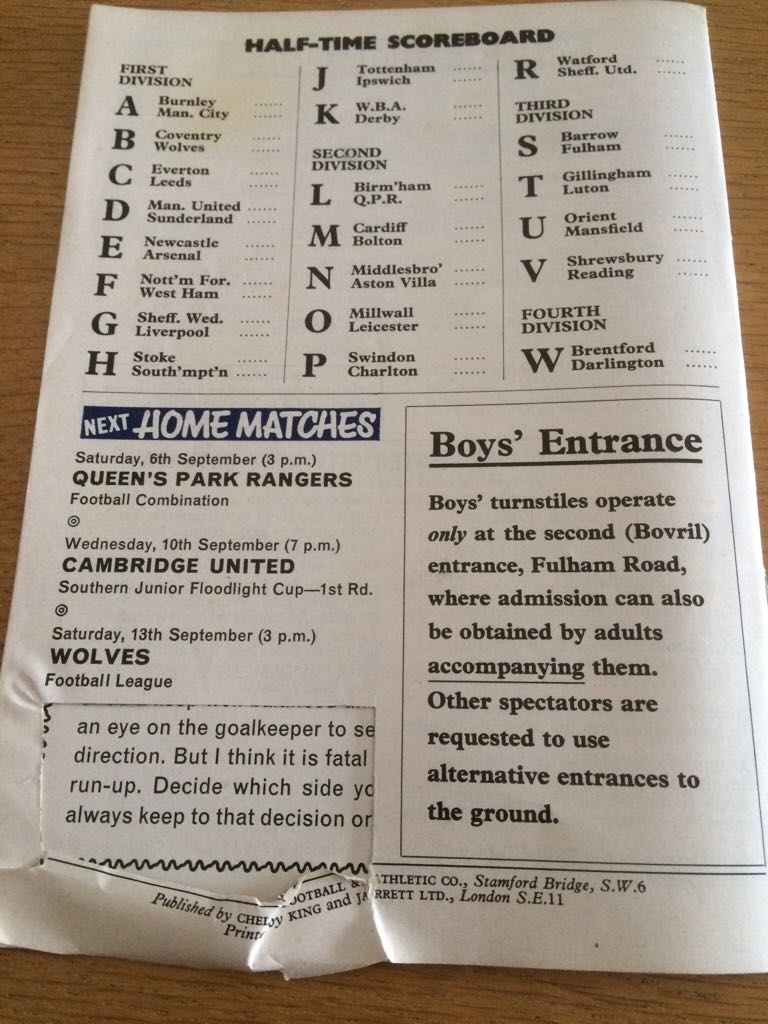 HALF-TIME SCOREBOARD
FIRST
DIVISION
A Burnley ......
Man. City ......
B Coventry ......
Wolves ......
C Everton ......
Leeds ......
D Man. United ......
Sunderland ......
E Newcastle ......
Arsenal ......
F Nott'm For. ......
West Ham ......
G Sheff. Wed. ......
Liverpool ......
H Stoke ......
South'mpt'n ......
J Tottenham ......
Ipswich ......
K W.B.A. ......
Derby ......
SECOND
DIVISION
L Birm'ham ......
Q.P.R. ......
M Cardiff ......
Bolton ......
N Middlesbro' ......
Aston Villa ......
O Millwall ......
Leicester ......
P Swindon ......
Charlton ......
R Watford ......
Sheff. Utd. ......
THIRD
DIVISION
S Barrow ......
Fulham ......
T Gillingham ......
Luton ......
U Orient ......
Mansfield ......
V Shrewsbury ......
Reading ......
FOURTH
DIVISION
W Brentford ......
Darlington ......
NEXT HOME MATCHES
Saturday, 6th September (3 p.m.)
QUEEN'S PARK RANGERS
Football Combination
Wednesday, 10th September (7 p.m.)
CAMBRIDGE UNITED
Southern Junior Floodlight Cup—1st Rd.
Saturday, 13th September (3 p.m.)
WOLVES
Football League
an eye on the goalkeeper to se
direction. But I think it is fatal
run-up. Decide which side yo
always keep to that decision or
Boys' Entrance
Boys' turnstiles operate
only at the second (Bovril)
entrance, Fulham Road,
where admission can also
be obtained by adults
accompanying them.
Other spectators are
requested to use
alternative entrances to
the ground.
Published by CHEL OOTBALL & ATHLETIC CO., Stamford Bridge, S.W.6
Printe KING and JARRETT LTD., London S.E.11